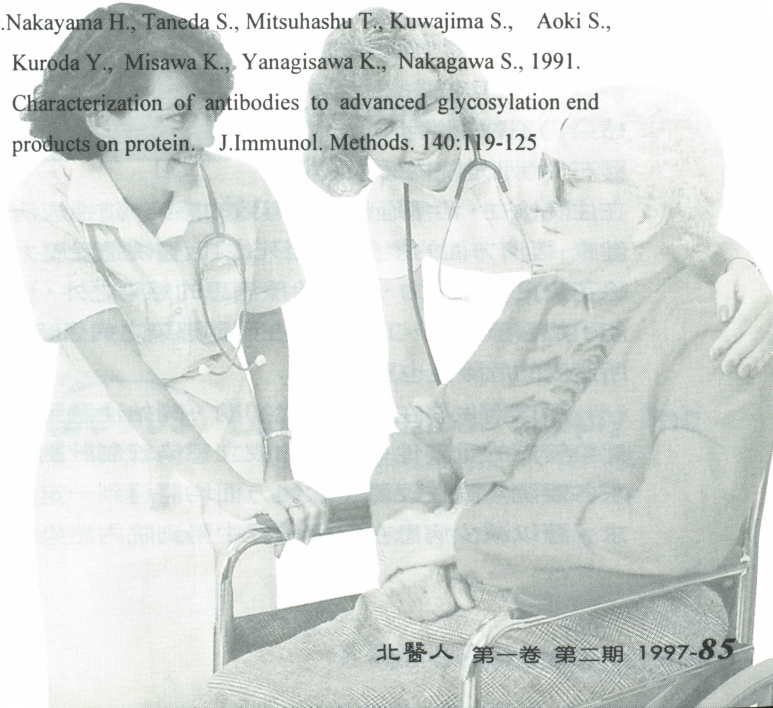 .Nakayama H., Taneda S., Mitsuhashu T., Kuwajima S., Aoki S.,
Kuroda Y., Misawa K., Yanagisawa K., Nakagawa S., 1991.
Characterization of antibodies to advanced glycosylation end
products on protein. J.Immunol. Methods. 140:119-125
北醫人 第一卷 第二期 1997-85